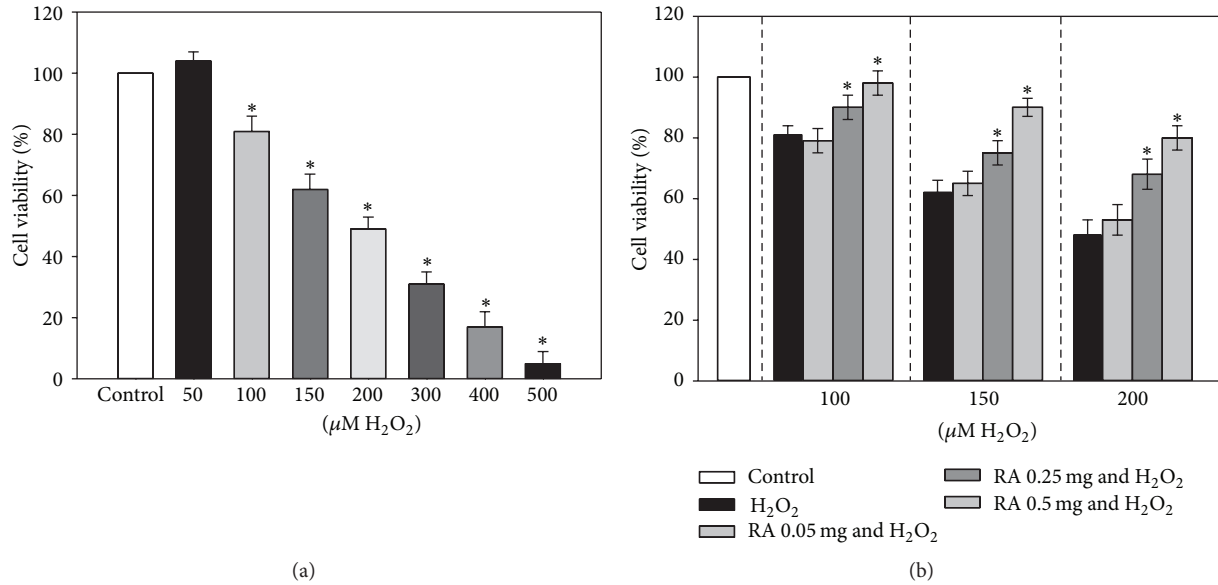 120
100
80
60
40
20
0
Cell viability (%)
*
*
*
*
*
*
Control 50 100 150 200 300 400 500
(μM H₂O₂)
(a)
120
100
80
60
40
20
0
Cell viability (%)
*
*
*
*
*
*
100 150 200
(μM H₂O₂)
Control
H₂O₂
RA 0.05 mg and H₂O₂
RA 0.25 mg and H₂O₂
RA 0.5 mg and H₂O₂
(b)